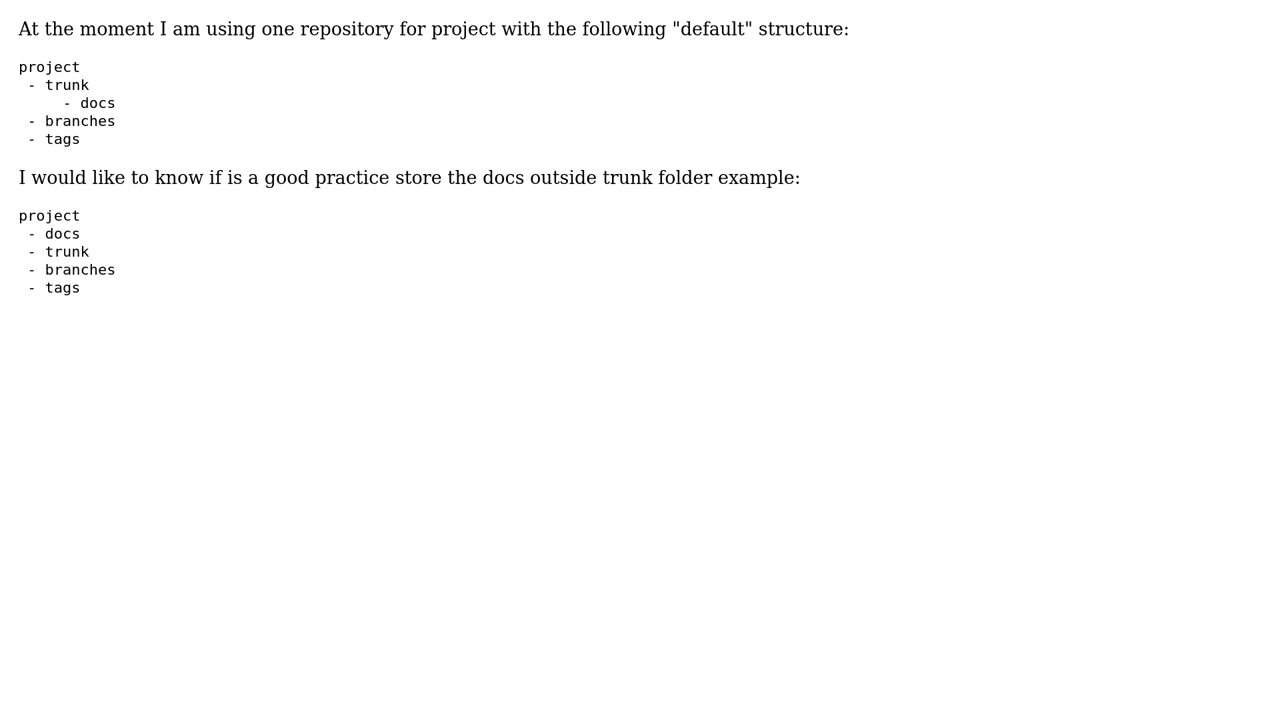 At the moment I am using one repository for project with the following "default" structure:
project
 - trunk
     - docs
 - branches
 - tags
I would like to know if is a good practice store the docs outside trunk folder example:
project
 - docs
 - trunk
 - branches
 - tags